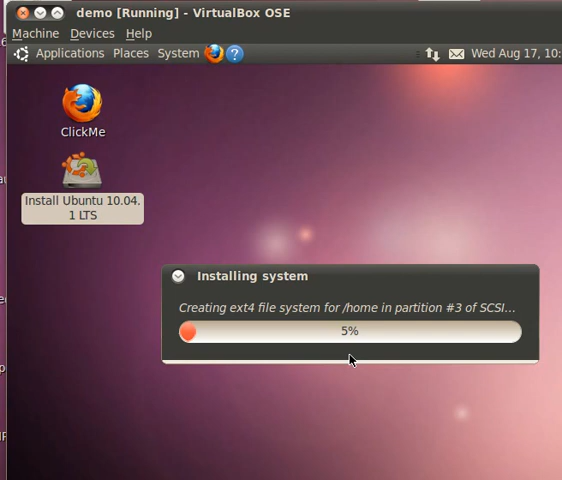 demo [Running] - VirtualBox OSE
Machine Devices Help
Applications Places System ? Wed Aug 17, 10:
ClickMe
Install Ubuntu 10.04.
1 LTS
Installing system
Creating ext4 file system for /home in partition #3 of SCSI...
5%